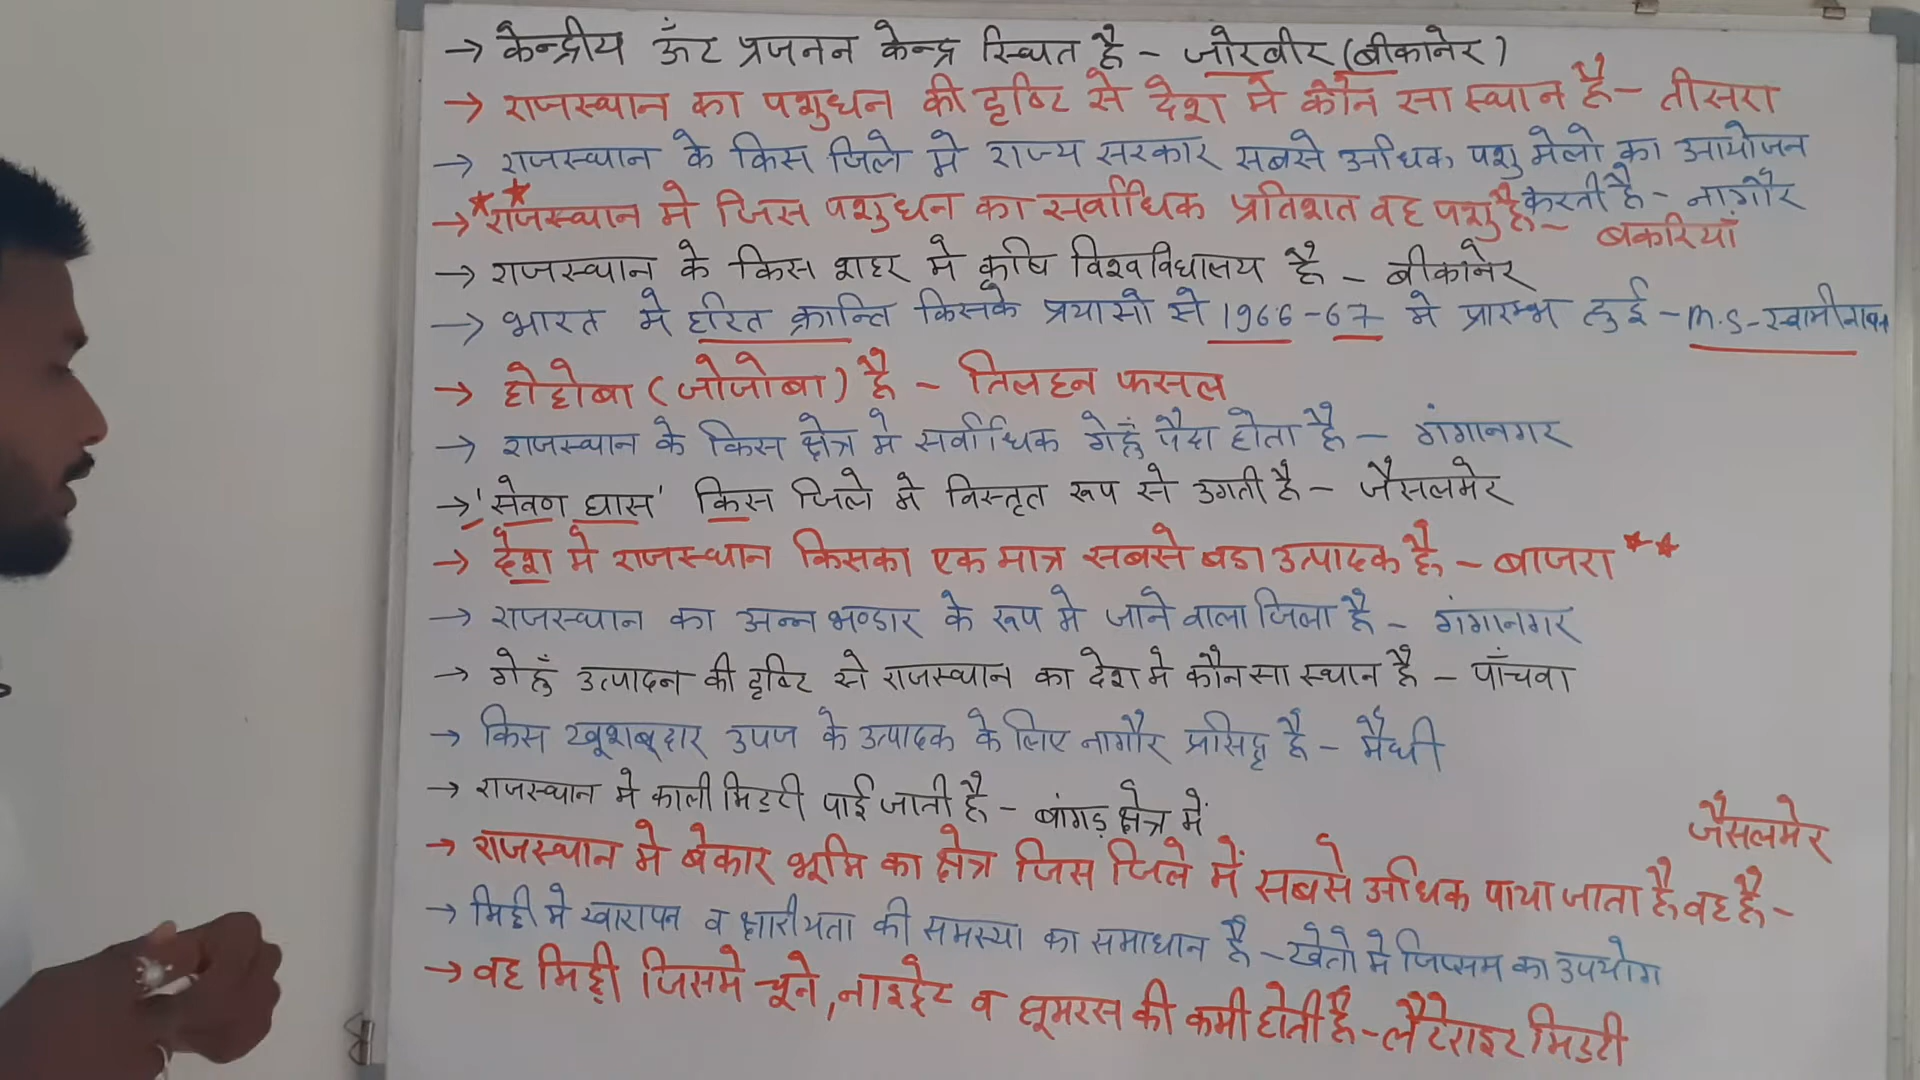 → केन्द्रीय ऊँट प्रजनन केन्द्र स्थित है - जोरबीर (बीकानेर)
→ राजस्थान का पशुधन की दृष्टि से देश मे कौन सा स्थान है - तीसरा
→ राजस्थान के किस जिले मे राज्य सरकार सबसे अधिक पशु मेलो का आयोजन
करती है - नागौर
→ ** राजस्थान मे जिस पशुधन का सर्वाधिक प्रतिशत वह पशु है -
बकरियाँ
→ राजस्थान के किस शहर मे कृषि विश्वविधालय है - बीकानेर
→ भारत मे हरित क्रान्ति किसके प्रयासो से 1966-67 मे प्रारम्भ हुई - M.S-स्वामीनाथन
→ होहोबा (जोजोबा) है - तिलहन फसल
→ राजस्थान के किस क्षेत्र मे सर्वाधिक गेहुँ पैदा होता है - गंगानगर
→ 'सेवण घास' किस जिले मे विस्तृत रूप से उगती है - जैसलमेर
→ देश मे राजस्थान किसका एक मात्र सबसे बडा उत्पादक है - बाजरा **
→ राजस्थान का अन्न भण्डार के रूप मे जाने वाला जिला है - गंगानगर
→ गेहुँ उत्पादन की दृष्टि से राजस्थान का देश मे कौनसा स्थान है - पाँचवा
→ किस खूशबूदार उपज के उत्पादक के लिए नागौर प्रसिद्ध है - मैथी
→ राजस्थान मे काली मिडटी पाई जाती है - बांगड़ क्षेत्र में
जैसलमेर
→ राजस्थान मे बेकार भूमि का क्षेत्र जिस जिले में सबसे अधिक पाया जाता है वह है -
→ मिट्टी मे खारापन व क्षारीयता की समस्या का समाधान है - खेतो मे जिप्सम का उपयोग
→ वह मिट्टी जिसमे चूने, नाइट्रेट व ह्यूमरस की कमी होती है - लैटेराइट मिडटी